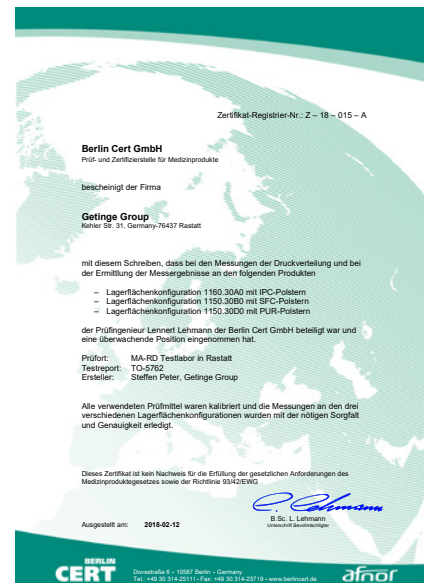 Zertifikat-Registrier-Nr.: Z – 18 – 015 – A
Berlin Cert GmbH
Prüf- und Zertifizierstelle für Medizinprodukte
bescheinigt der Firma
Getinge Group
Kehler Str. 31, Germany-76437 Rastatt
mit diesem Schreiben, dass bei den Messungen der Druckverteilung und bei
der Ermittlung der Messergebnisse an den folgenden Produkten
– Lagerflächenkonfiguration 1160.30A0 mit IPC-Polstern
– Lagerflächenkonfiguration 1150.30B0 mit SFC-Polstern
– Lagerflächenkonfiguration 1150.30D0 mit PUR-Polstern
der Prüfingenieur Lennert Lehmann der Berlin Cert GmbH beteiligt war und
eine überwachende Position eingenommen hat.
Prüfort: MA-RD Testlabor in Rastatt
Testreport: TO-5762
Ersteller: Steffen Peter, Getinge Group
Alle verwendeten Prüfmittel waren kalibriert und die Messungen an den drei
verschiedenen Lagerflächenkonfigurationen wurden mit der nötigen Sorgfalt
und Genauigkeit erledigt.
Dieses Zertifikat ist kein Nachweis für die Erfüllung der gesetzlichen Anforderungen des
Medizinproduktegesetzes sowie der Richtlinie 93/42/EWG
L. Lehmann
B.Sc. L. Lehmann
Ausgestellt am: 2018-02-12
Unterschrift Bevollmächtigter
BERLIN
CERT
Dovestraße 6 - 10587 Berlin - Germany
Tel.: +49 30 314-25111 - Fax: +49 30 314-23719 - www.berlincert.de
afnor